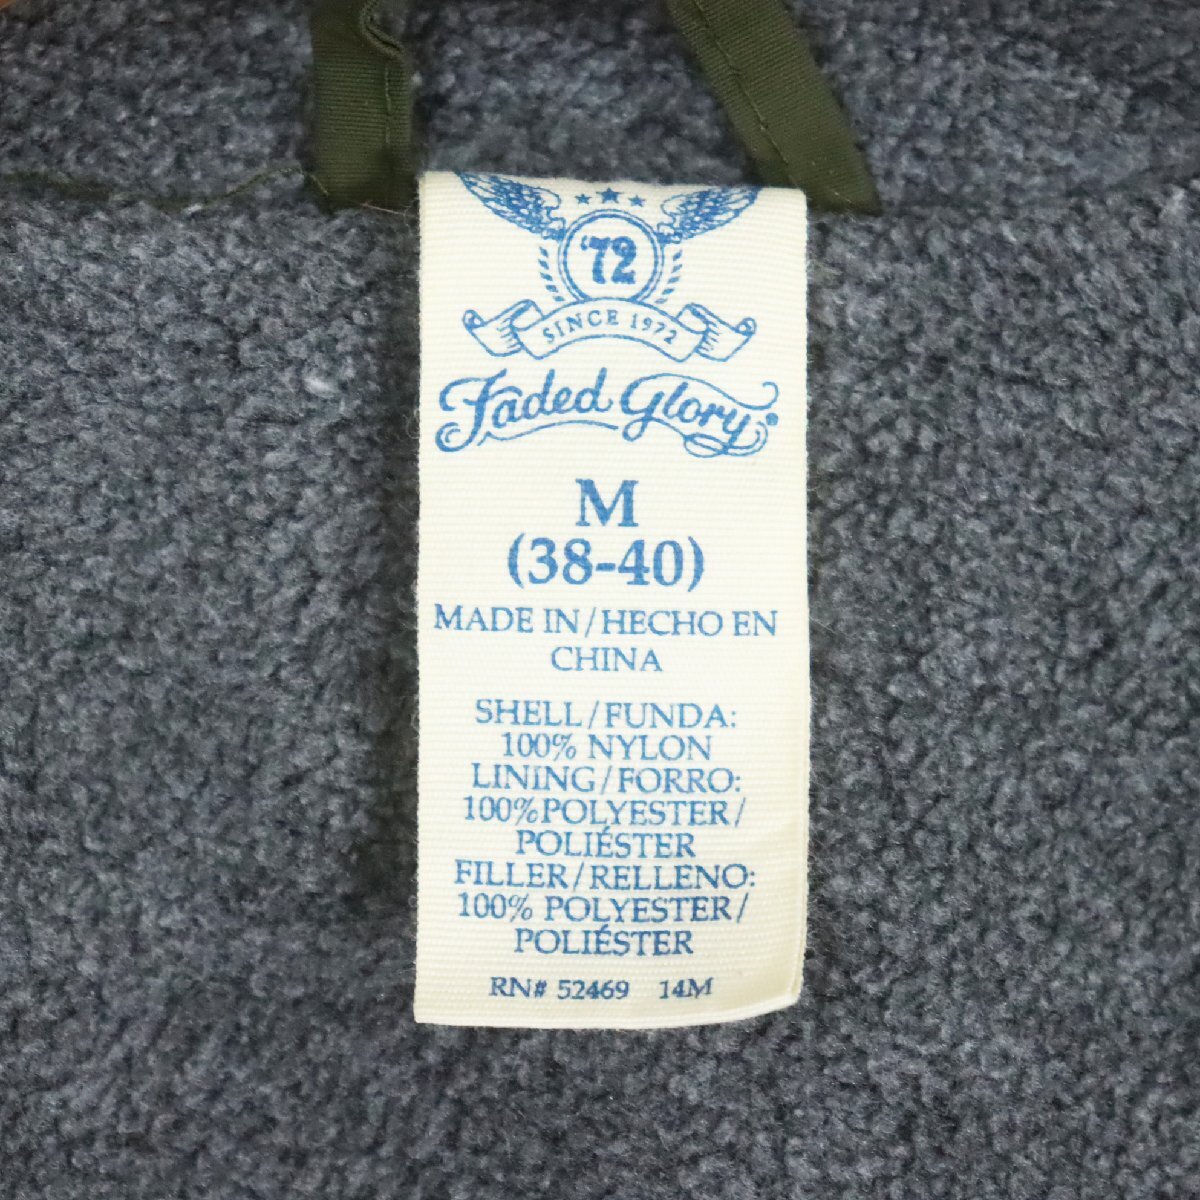 '72
SINCE 1972
Faded Glory®
M
(38-40)
MADE IN/HECHO EN
CHINA
SHELL/FUNDA:
100% NYLON
LINING/FORRO:
100%POLYESTER/
POLIÉSTER
FILLER/RELLENO:
100% POLYESTER/
POLIÉSTER
RN# 52469 14M